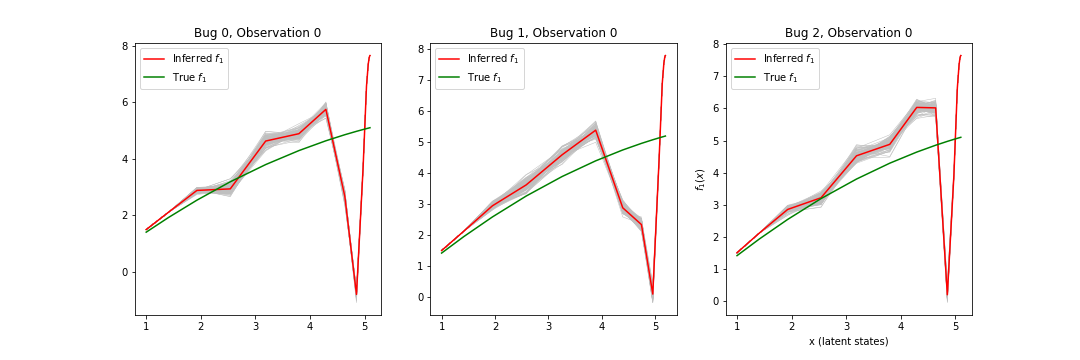 Bug 0, Observation 0
8
6
4
2
0
1 2 3 4 5
Inferred f₁
True f₁
Bug 1, Observation 0
8
7
6
5
4
3
2
1
0
1 2 3 4 5
Inferred f₁
True f₁
Bug 2, Observation 0
f₁(x)
8
7
6
5
4
3
2
1
0
1 2 3 4 5
x (latent states)
Inferred f₁
True f₁